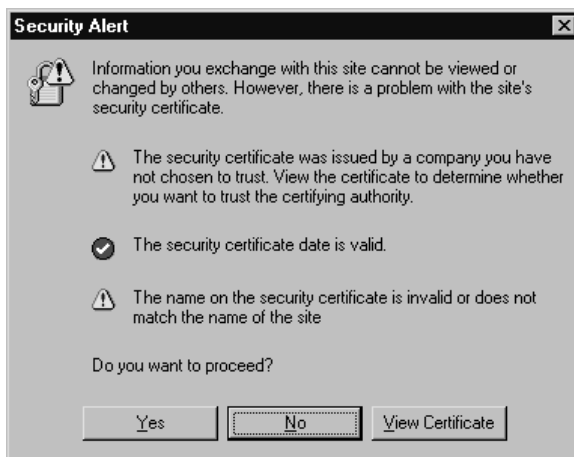 Security Alert
Information you exchange with this site cannot be viewed or
changed by others. However, there is a problem with the site's
security certificate.
The security certificate was issued by a company you have
not chosen to trust. View the certificate to determine whether
you want to trust the certifying authority.
The security certificate date is valid.
The name on the security certificate is invalid or does not
match the name of the site
Do you want to proceed?
Yes No View Certificate